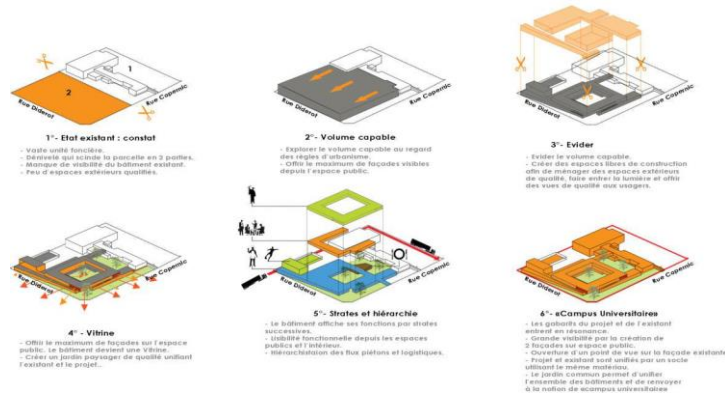 1
2
Rue Diderot
Rue Copernic
1°- Etat existant : constat
- Vaste unité foncière.
- Dénivelé qui scinde la parcelle en 2 parties.
- Manque de visibilité du bâtiment existant.
- Peu d'espaces extérieurs qualifiés.
Rue Diderot
Rue Copernic
2°- Volume capable
- Explorer le volume capable au regard
des règles d'urbanisme.
- Offrir le maximum de façades visibles
depuis l'espace public.
Rue Diderot
Rue Copernic
3°- Evider
- Evider le volume capable.
- Créer des espaces libres de construction
afin de ménager des espaces extérieurs
de qualité, faire entrer la lumière et offrir
des vues de qualité aux usagers.
Rue Diderot
Rue Copernic
4° - Vitrine
- Offrir le maximum de façades sur l'espace
public. Le bâtiment devient une Vitrine.
- Créer un jardin paysager de qualité unifiant
l'existant et le projet..
Rue Diderot
Rue Copernic
5°- Strates et hiérarchie
- Le bâtiment affiche ses fonctions par strates
successives.
- Lisibilité fonctionnelle depuis les espaces
publics et l'intérieur.
- Hiérarchistaion des flux piétons et logistiques.
Rue Diderot
Rue Copernic
6°- «Campus Universitaire»
- Les gabarits du projet et de l'existant
entrent en résonance.
- Grande visibilité par la création de
2 façades sur espace public.
- Ouverture d'un point de vue sur la façade existante
- Projet et existant sont unifiés par un socle
utilisant le même matériau.
- Le jardin commun permet d'unifier
l'ensemble des bâtiments et de renvoyer
à la notion de «campus universitaire»